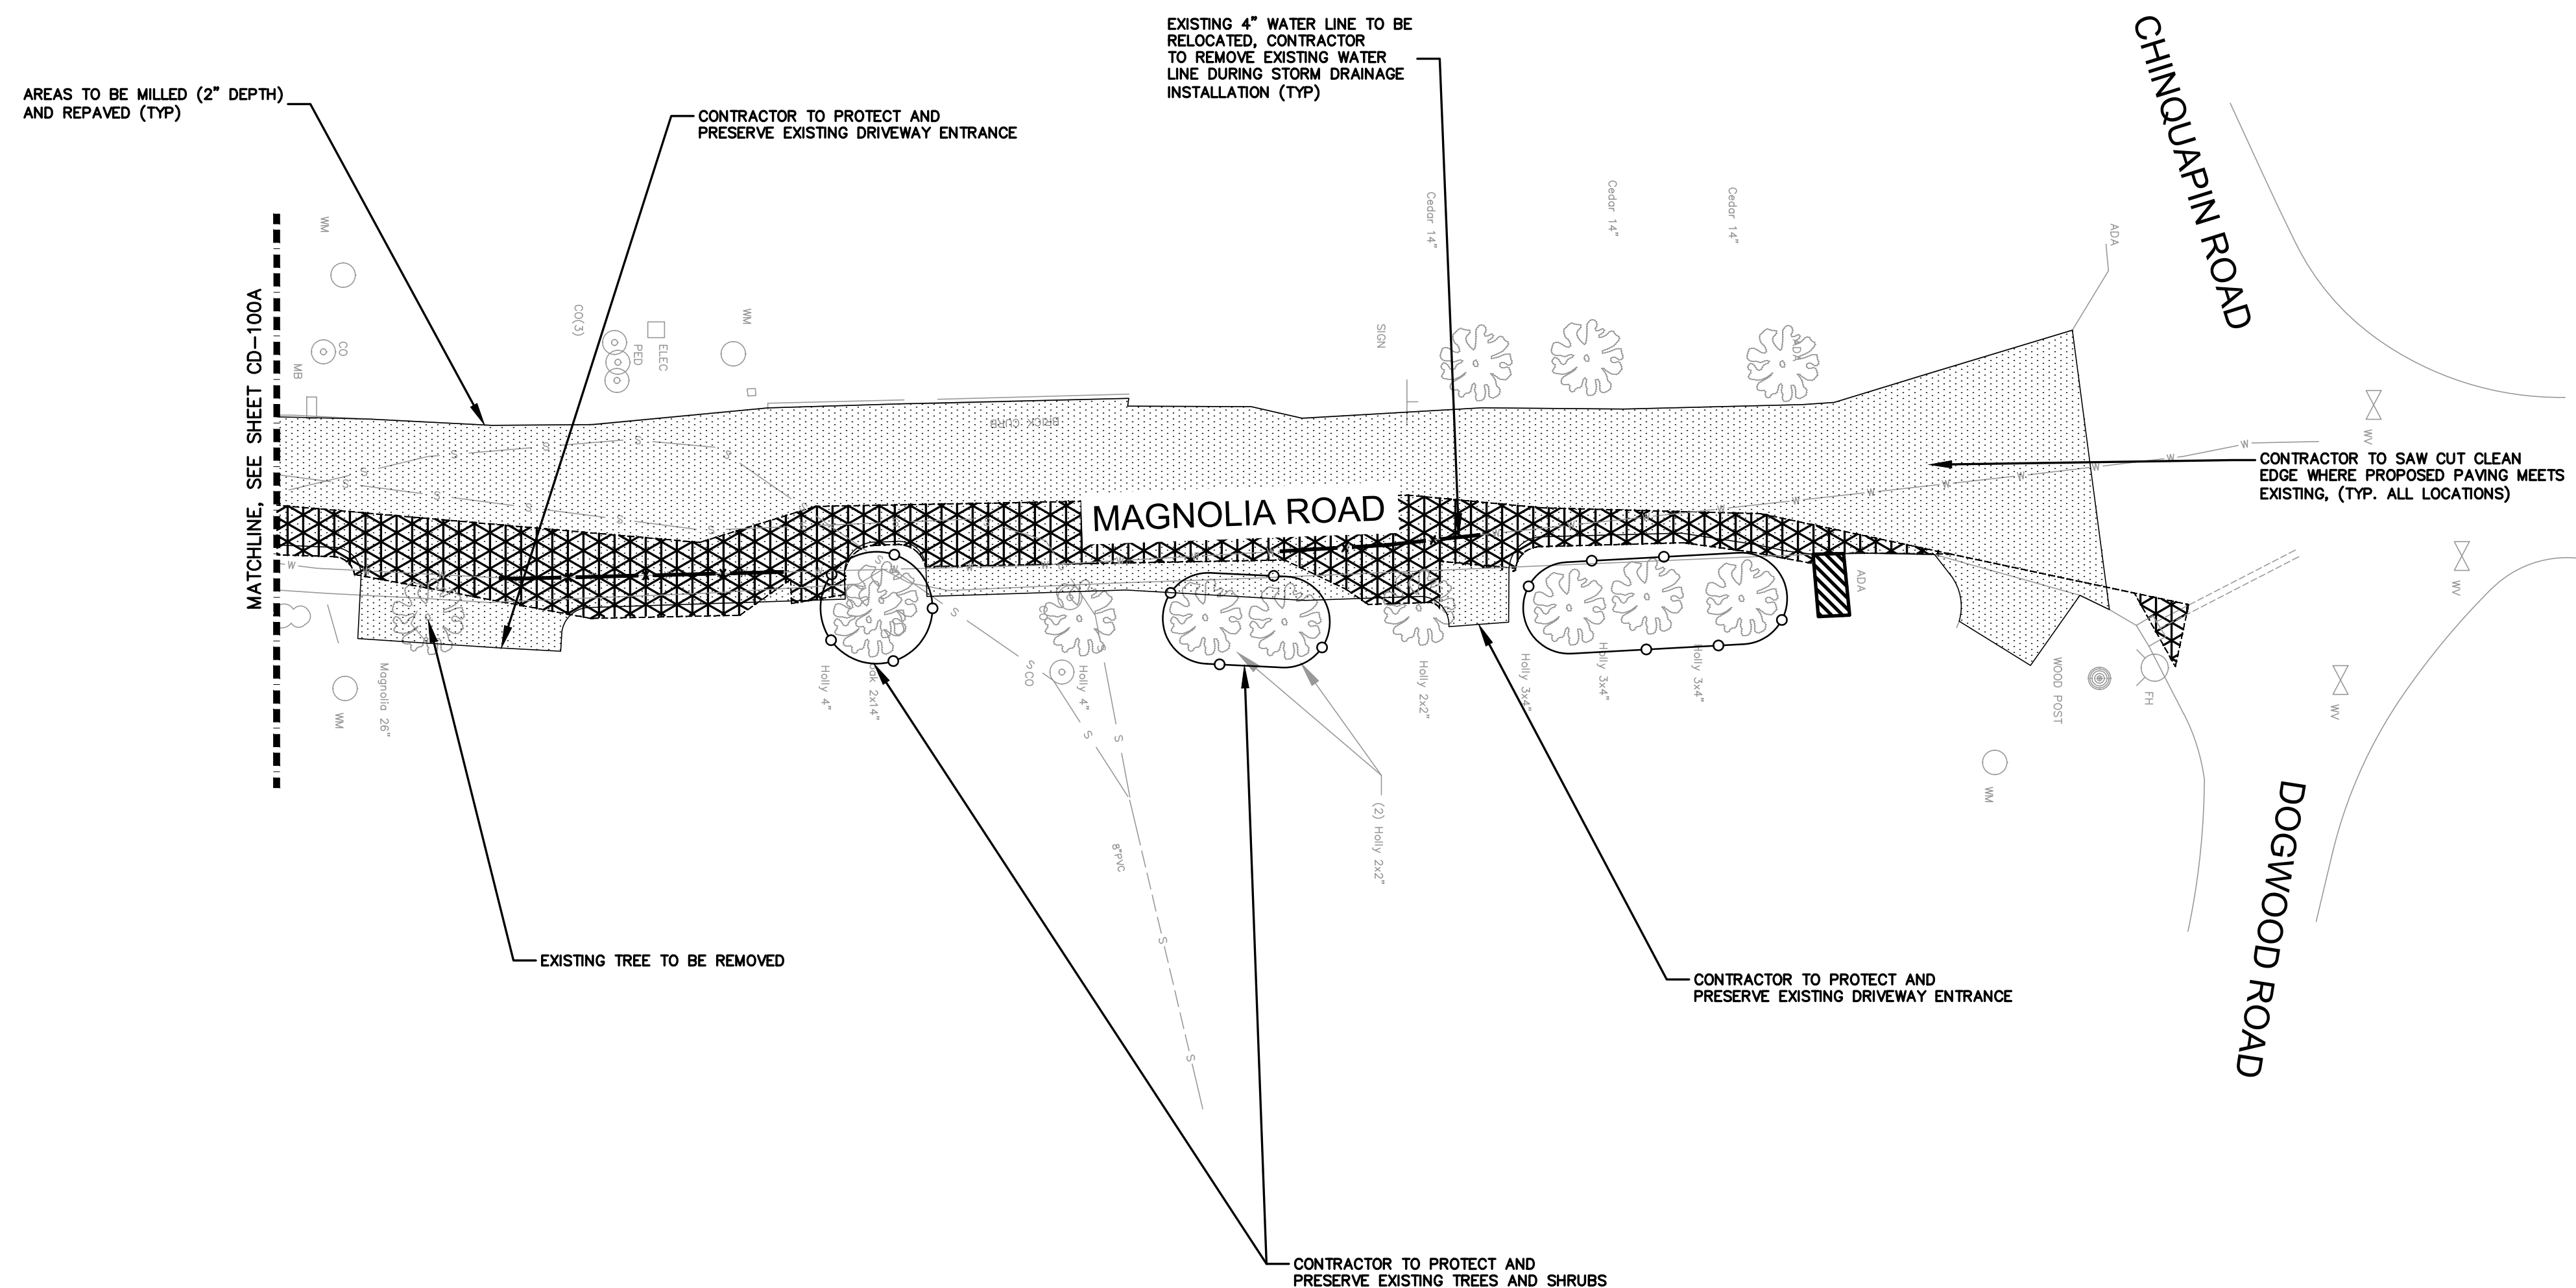 EXISTING 4" WATER LINE TO BE
RELOCATED, CONTRACTOR
TO REMOVE EXISTING WATER
LINE DURING STORM DRAINAGE
INSTALLATION (TYP)
CHINQUAPIN ROAD
AREAS TO BE MILLED (2" DEPTH)
AND REPAVED (TYP)
CONTRACTOR TO PROTECT AND
PRESERVE EXISTING DRIVEWAY ENTRANCE
Cedar 14"
Cedar 14"
Cedar 14"
ADA
WM
CO(3)
WM
SIGN
ADA
CO
PED
ELEC
MB
MATCHLINE, SEE SHEET CD-100A
BRICK CURB
WV
CONTRACTOR TO SAW CUT CLEAN
EDGE WHERE PROPOSED PAVING MEETS
EXISTING, (TYP. ALL LOCATIONS)
MAGNOLIA ROAD
ADA
WV
Magnolia 26"
WM
Holly 4"
2x14"
CO
Holly 4"
Holly 2x2"
Holly 3x4"
Holly 3x4"
Holly 3x4"
WOOD POST
FH
WV
WM
(2) Holly 2x2"
8"PVC
DOGWOOD ROAD
EXISTING TREE TO BE REMOVED
CONTRACTOR TO PROTECT AND
PRESERVE EXISTING DRIVEWAY ENTRANCE
CONTRACTOR TO PROTECT AND
PRESERVE EXISTING TREES AND SHRUBS